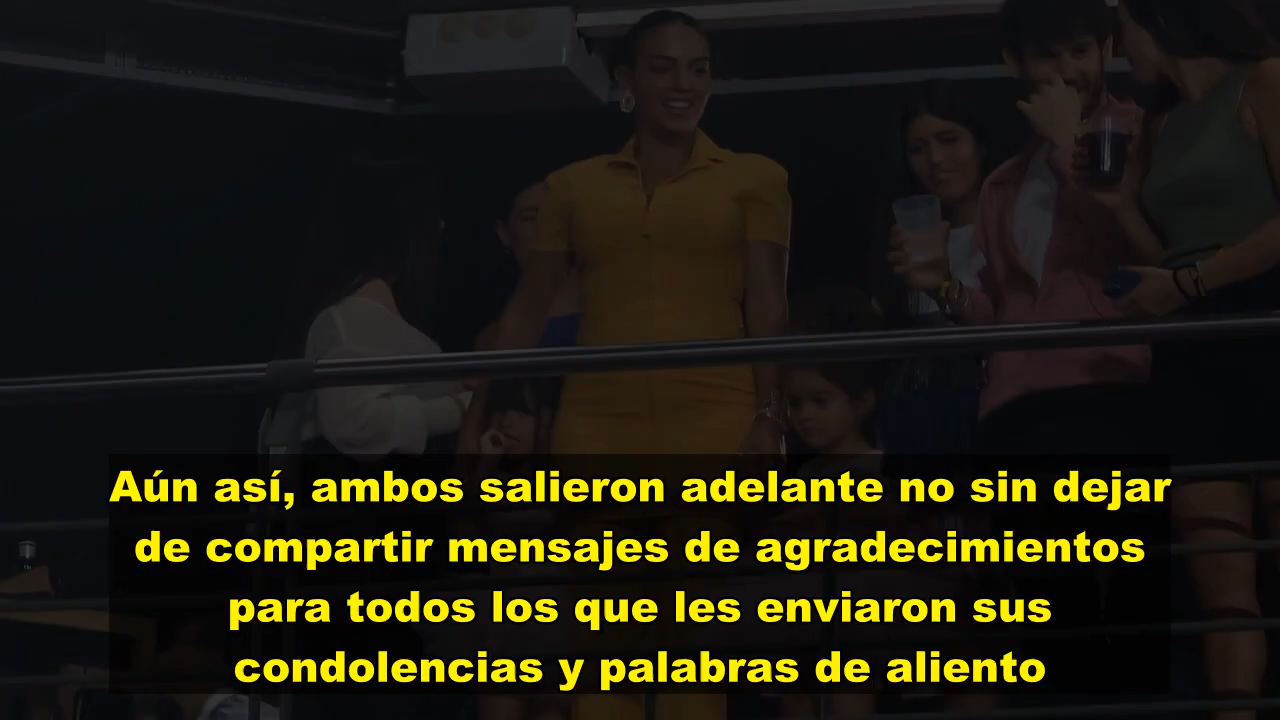 Aún así, ambos salieron adelante no sin dejar
de compartir mensajes de agradecimientos
para todos los que les enviaron sus
condolencias y palabras de aliento